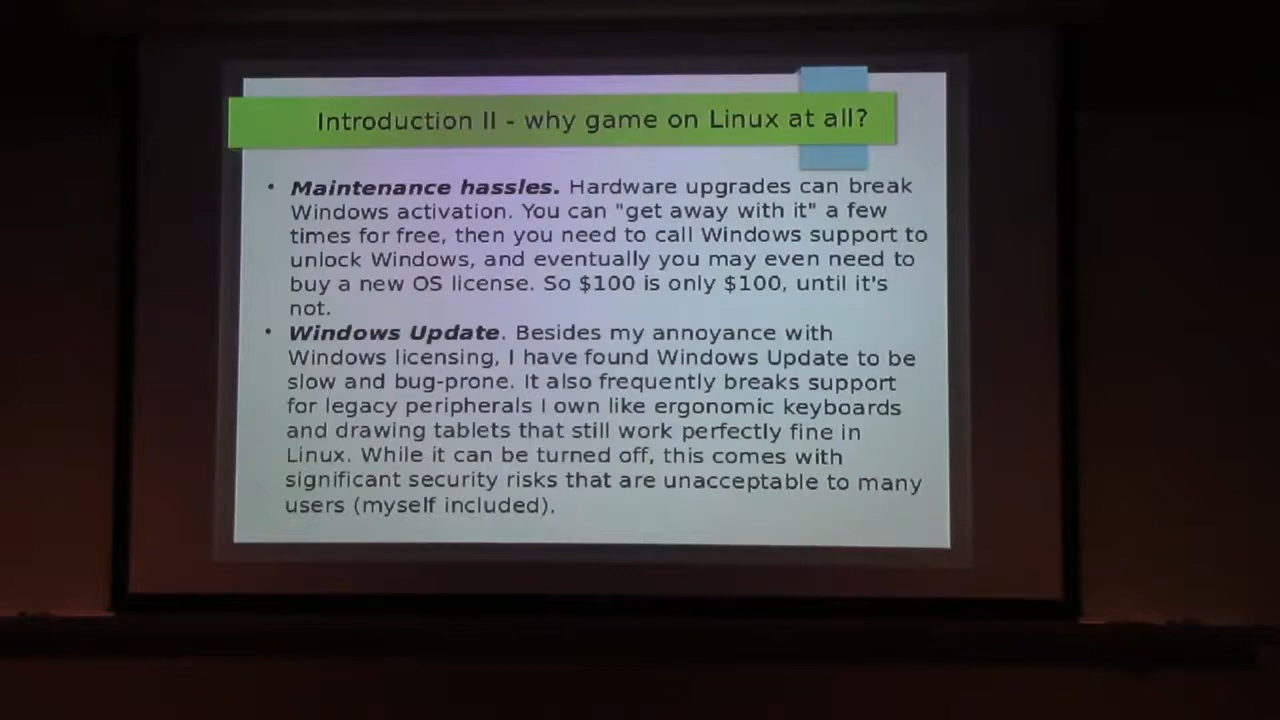 Introduction II - why game on Linux at all?
• Maintenance hassles. Hardware upgrades can break
Windows activation. You can "get away with it" a few
times for free, then you need to call Windows support to
unlock Windows, and eventually you may even need to
buy a new OS license. So $100 is only $100, until it's
not.
• Windows Update. Besides my annoyance with
Windows licensing, I have found Windows Update to be
slow and bug-prone. It also frequently breaks support
for legacy peripherals I own like ergonomic keyboards
and drawing tablets that still work perfectly fine in
Linux. While it can be turned off, this comes with
significant security risks that are unacceptable to many
users (myself included).